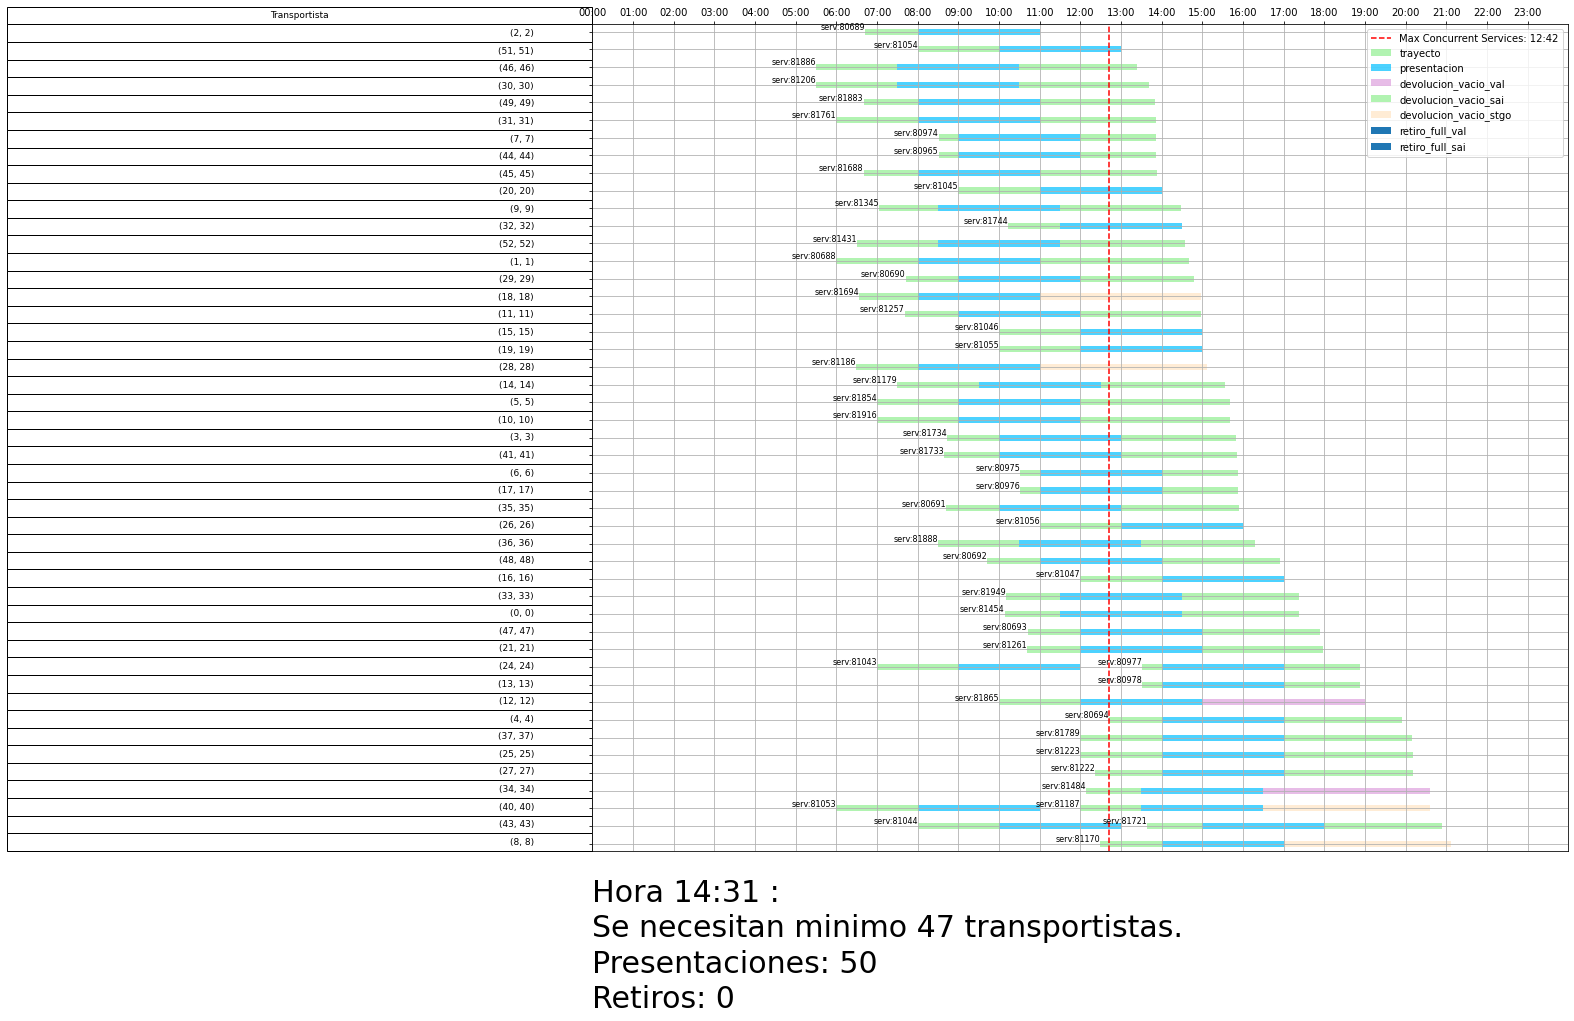 Transportista
00:00 01:00 02:00 03:00 04:00 05:00 06:00 07:00 08:00 09:00 10:00 11:00 12:00 13:00 14:00 15:00 16:00 17:00 18:00 19:00 20:00 21:00 22:00 23:00
Max Concurrent Services: 12:42
trayecto
presentacion
devolucion_vacio_val
devolucion_vacio_sai
devolucion_vacio_stgo
retiro_full_val
retiro_full_sai
(2, 2) serv:80689
(51, 51) serv:81054
(46, 46) serv:81886
(30, 30) serv:81206
(49, 49) serv:81883
(31, 31) serv:81761
(7, 7) serv:80974
(44, 44) serv:80965
(45, 45) serv:81688
(20, 20) serv:81045
(9, 9) serv:81345
(32, 32) serv:81744
(52, 52) serv:81431
(1, 1) serv:80688
(29, 29) serv:80690
(18, 18) serv:81694
(11, 11) serv:81257
(15, 15) serv:81046
(19, 19) serv:81055
(28, 28) serv:81186
(14, 14) serv:81179
(5, 5) serv:81854
(10, 10) serv:81916
(3, 3) serv:81734
(41, 41) serv:81733
(6, 6) serv:80975
(17, 17) serv:80976
(35, 35) serv:80691
(26, 26) serv:81056
(36, 36) serv:81888
(48, 48) serv:80692
(16, 16) serv:81047
(33, 33) serv:81949
(0, 0) serv:81454
(47, 47) serv:80693
(21, 21) serv:81261
(24, 24) serv:81043 serv:80977
(13, 13) serv:80978
(12, 12) serv:81865
(4, 4) serv:80694
(37, 37) serv:81789
(25, 25) serv:81223
(27, 27) serv:81222
(34, 34) serv:81484
(40, 40) serv:81053 serv:81187
(43, 43) serv:81044 serv:81721
(8, 8) serv:81170
Hora 14:31 :
Se necesitan minimo 47 transportistas.
Presentaciones: 50
Retiros: 0